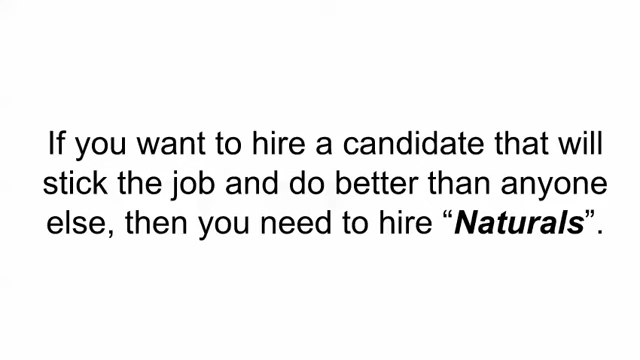 If you want to hire a candidate that will
stick the job and do better than anyone
else, then you need to hire “Naturals”.